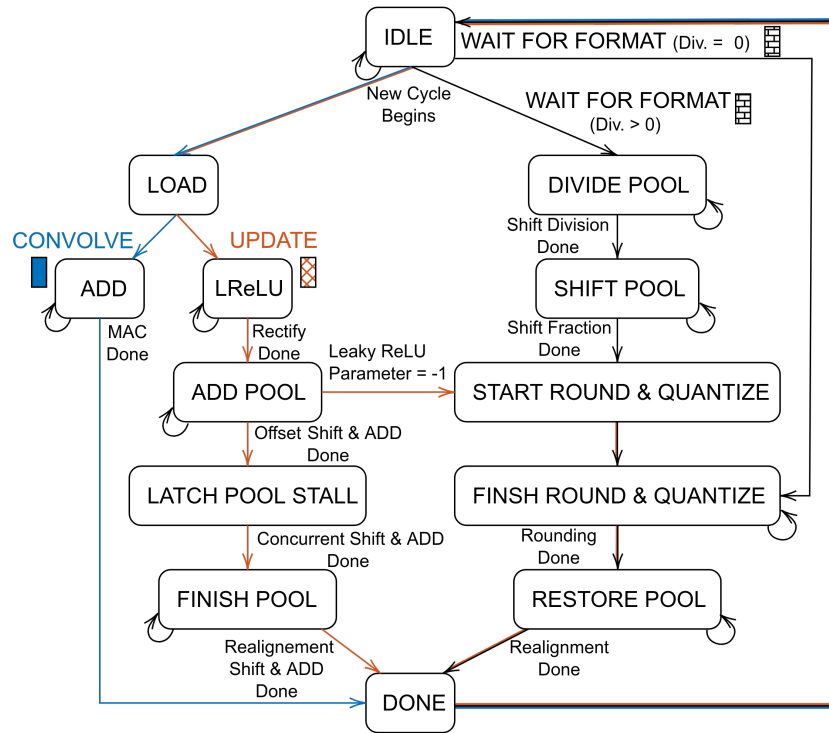 IDLE
WAIT FOR FORMAT (Div. = 0)
New Cycle
Begins
WAIT FOR FORMAT
(Div. > 0)
LOAD
DIVIDE POOL
CONVOLVE
UPDATE
Shift Division
Done
ADD
LReLU
SHIFT POOL
MAC
Done
Rectify
Done
Leaky ReLU
Parameter = -1
Shift Fraction
Done
ADD POOL
START ROUND & QUANTIZE
Offset Shift & ADD
Done
LATCH POOL STALL
FINSH ROUND & QUANTIZE
Concurrent Shift & ADD
Done
Rounding
Done
FINISH POOL
RESTORE POOL
Realignement
Shift & ADD
Done
Realignment
Done
DONE